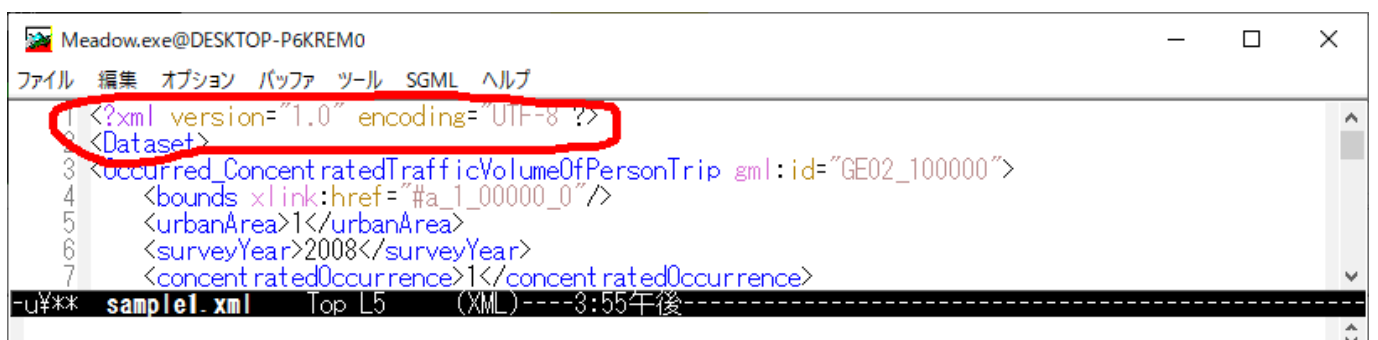 Meadow.exe@DESKTOP-P6KREM0
ファイル 編集 オプション バッファ ツール SGML ヘルプ
1 <?xml version="1.0" encoding="UTF-8"?>
2 <Dataset>
3 <Occurred_ConcentratedTrafficVolumeOfPersonTrip gml:id="GE02_100000">
4 <bounds xlink:href="#a_1_00000_0"/>
5 <urbanArea>1</urbanArea>
6 <surveyYear>2008</surveyYear>
7 <concentratedOccurrence>1</concentratedOccurrence>
-u¥** sample1.xml Top L5 (XML)----3:55午後----------------------------------------------------